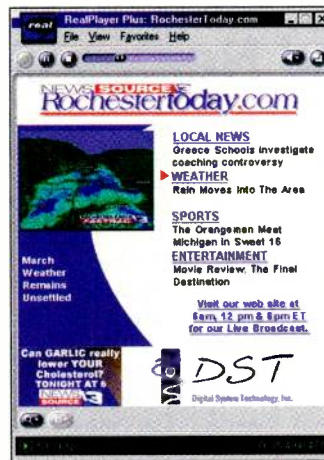 real
RealPlayer Plus: RochesterToday.com
File View Favorites Help
NEWS SOURCE 3
RochesterToday.com
LOCAL NEWS
Greece Schools investigate
coaching controversy
WEATHER
Rain Moves Into The Area
SPORTS
The Orangemen Meet
Michigan in Sweet 16
ENTERTAINMENT
Movie Review: The Final
Destination
March
Weather
Remains
Unsettled
Visit our web site at
6am, 12 pm & 6pm ET
for our Live Broadcast.
Can GARLIC really
lower YOUR
Cholesterol?
TONIGHT AT 6
NEWS
SOURCE 3
DST
Digital System Technology, Inc.